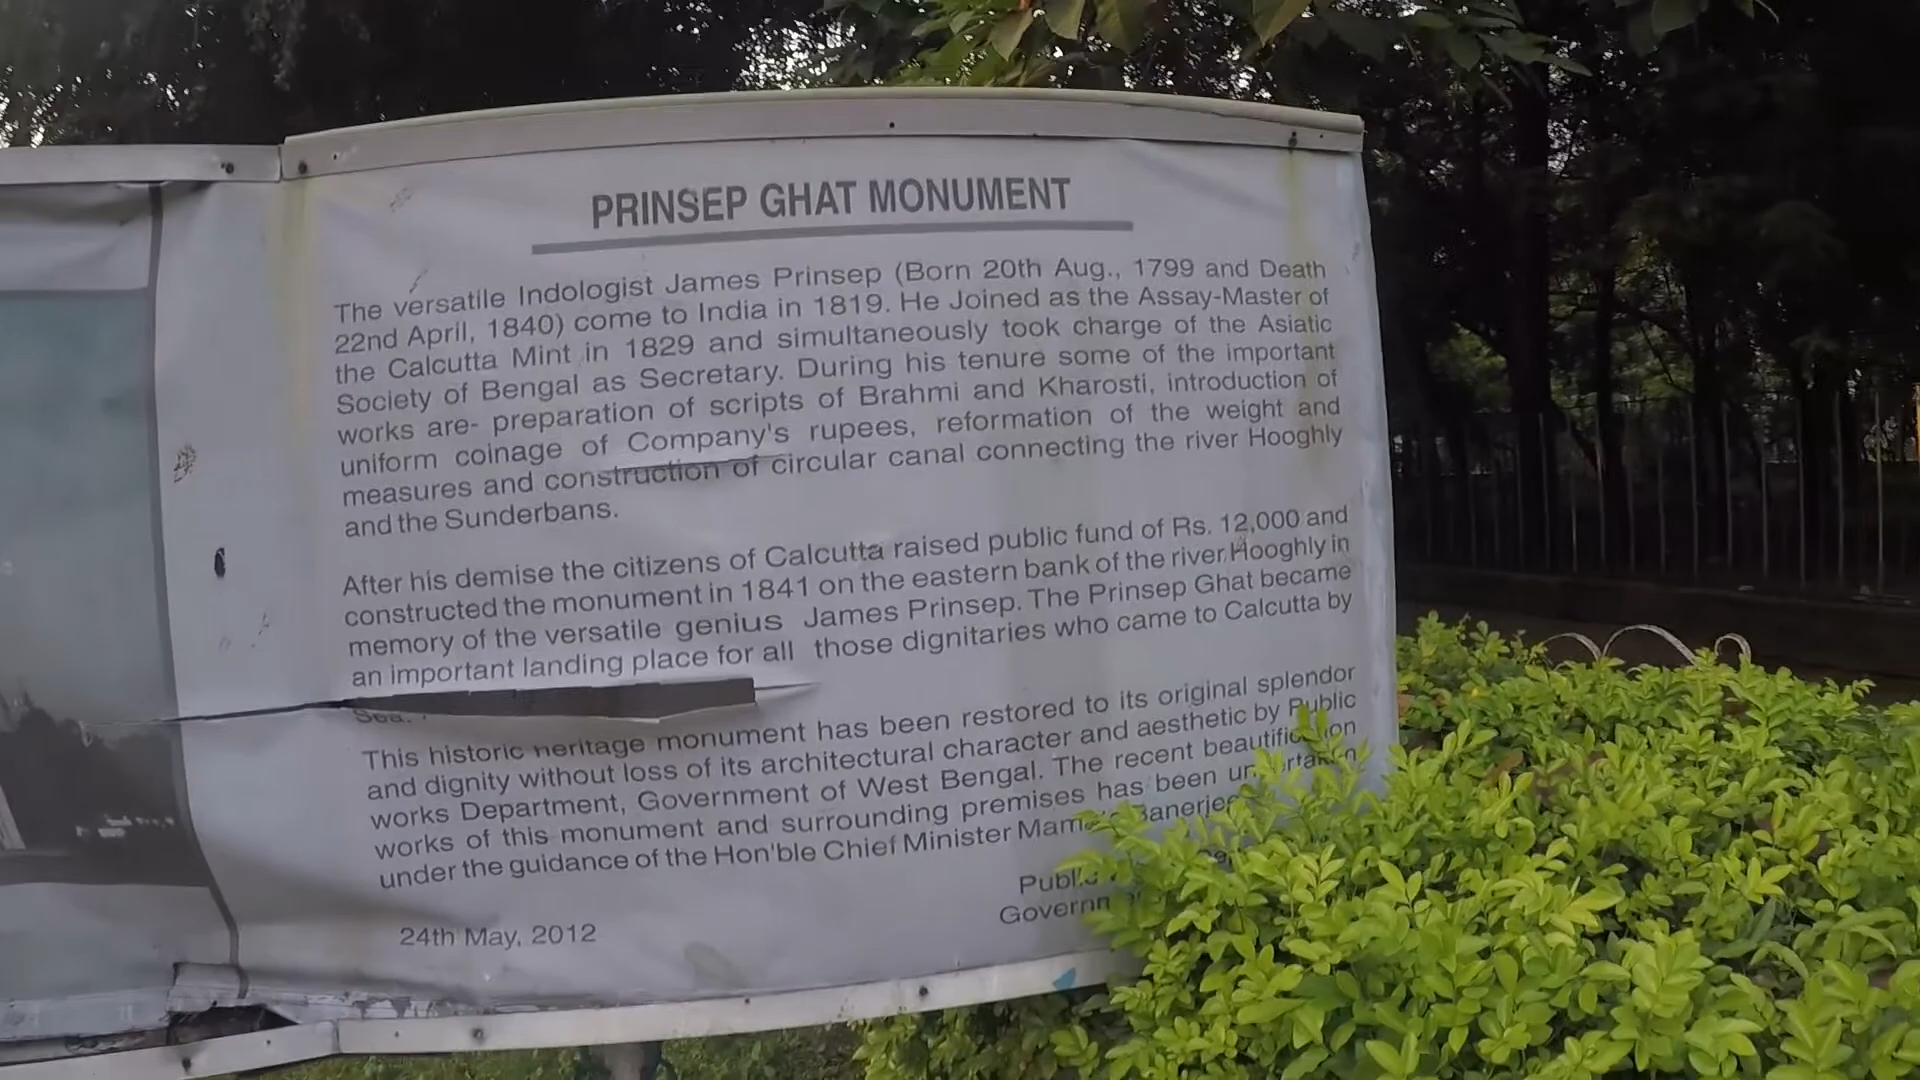 PRINSEP GHAT MONUMENT
The versatile Indologist James Prinsep (Born 20th Aug., 1799 and Death
22nd April, 1840) come to India in 1819. He Joined as the Assay-Master of
the Calcutta Mint in 1829 and simultaneously took charge of the Asiatic
Society of Bengal as Secretary. During his tenure some of the important
works are- preparation of scripts of Brahmi and Kharosti, introduction of
uniform coinage of Company's rupees, reformation of the weight and
measures and construction of circular canal connecting the river Hooghly
and the Sunderbans.
After his demise the citizens of Calcutta raised public fund of Rs. 12,000 and
constructed the monument in 1841 on the eastern bank of the river Hooghly in
memory of the versatile genius James Prinsep. The Prinsep Ghat became
an important landing place for all those dignitaries who came to Calcutta by
Sea.
This historic heritage monument has been restored to its original splendor
and dignity without loss of its architectural character and aesthetic by Public
works Department, Government of West Bengal. The recent beautification
works of this monument and surrounding premises has been undertaken
under the guidance of the Hon'ble Chief Minister Mamata Banerjee
24th May, 2012